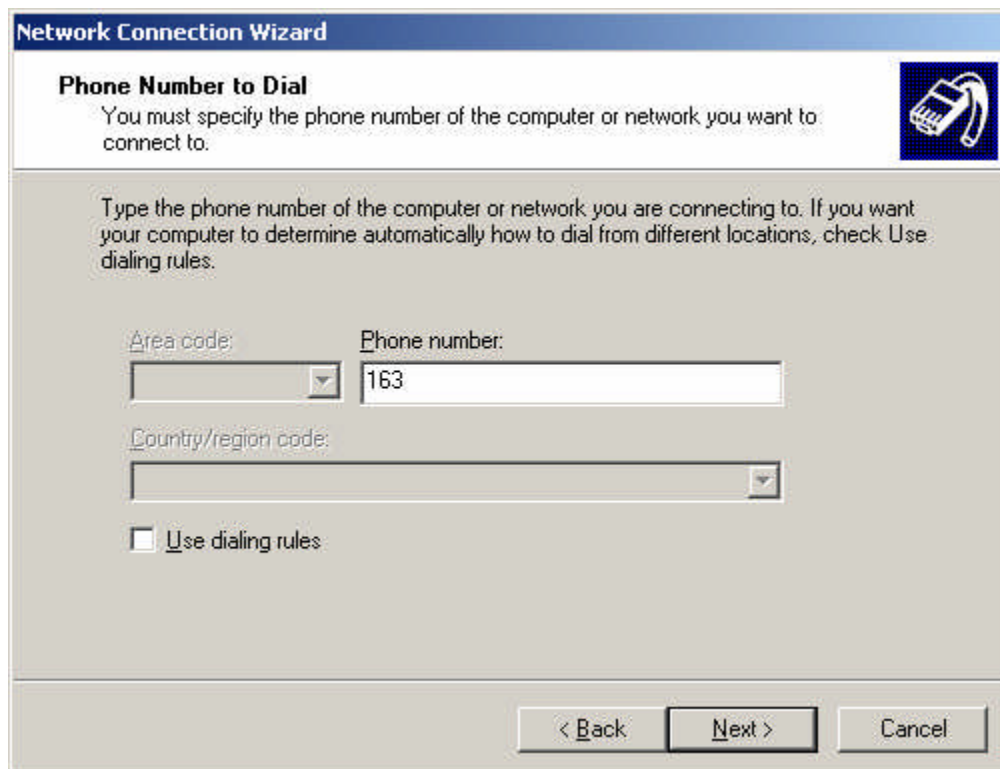 Network Connection Wizard
Phone Number to Dial
You must specify the phone number of the computer or network you want to
connect to.
Type the phone number of the computer or network you are connecting to. If you want
your computer to determine automatically how to dial from different locations, check Use
dialing rules.
Area code: Phone number:
163
Country/region code:
Use dialing rules
< Back Next > Cancel